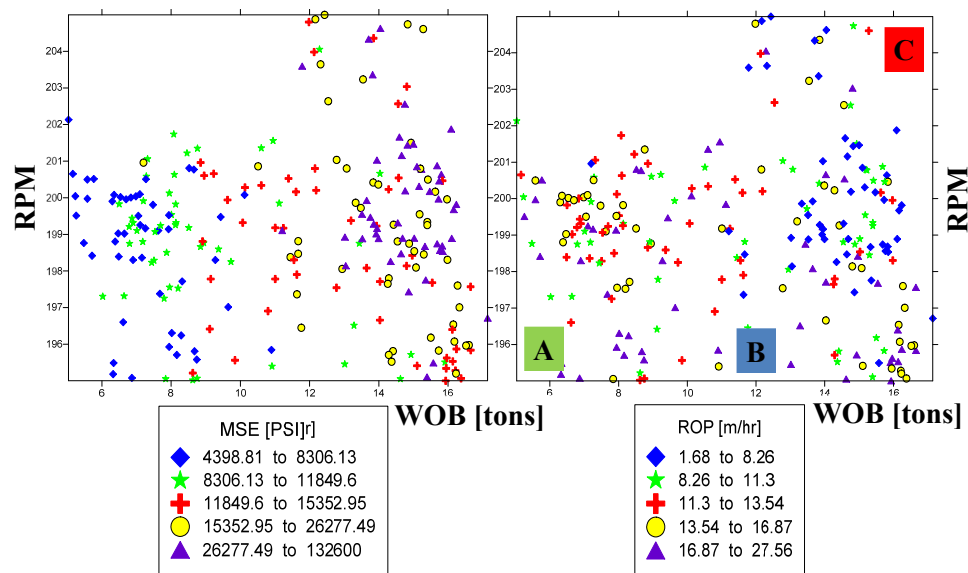 204
203
202
201
200
199
198
197
196
RPM
6
8
10
12
14
16
WOB [tons]
MSE [PSI]r]
4398.81 to 8306.13
8306.13 to 11849.6
11849.6 to 15352.95
15352.95 to 26277.49
26277.49 to 132600
204
203
202
201
200
199
198
197
196
RPM
A
B
C
6
8
10
12
14
16
WOB [tons]
ROP [m/hr]
1.68 to 8.26
8.26 to 11.3
11.3 to 13.54
13.54 to 16.87
16.87 to 27.56